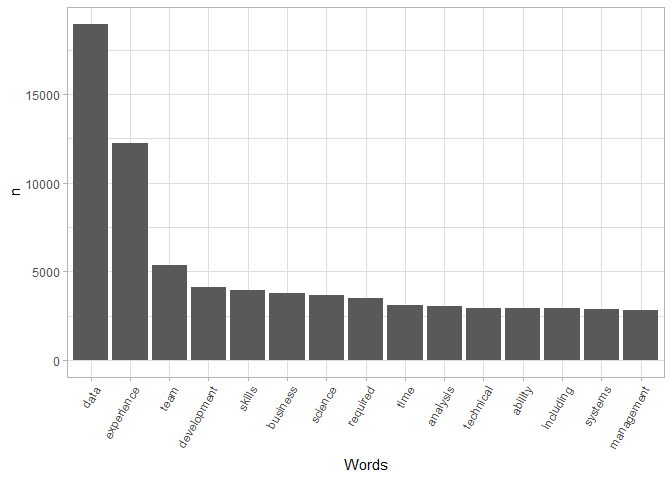 15000
10000
5000
0
n
data
experience
team
development
skills
business
science
required
time
analysis
technical
ability
including
systems
management
Words